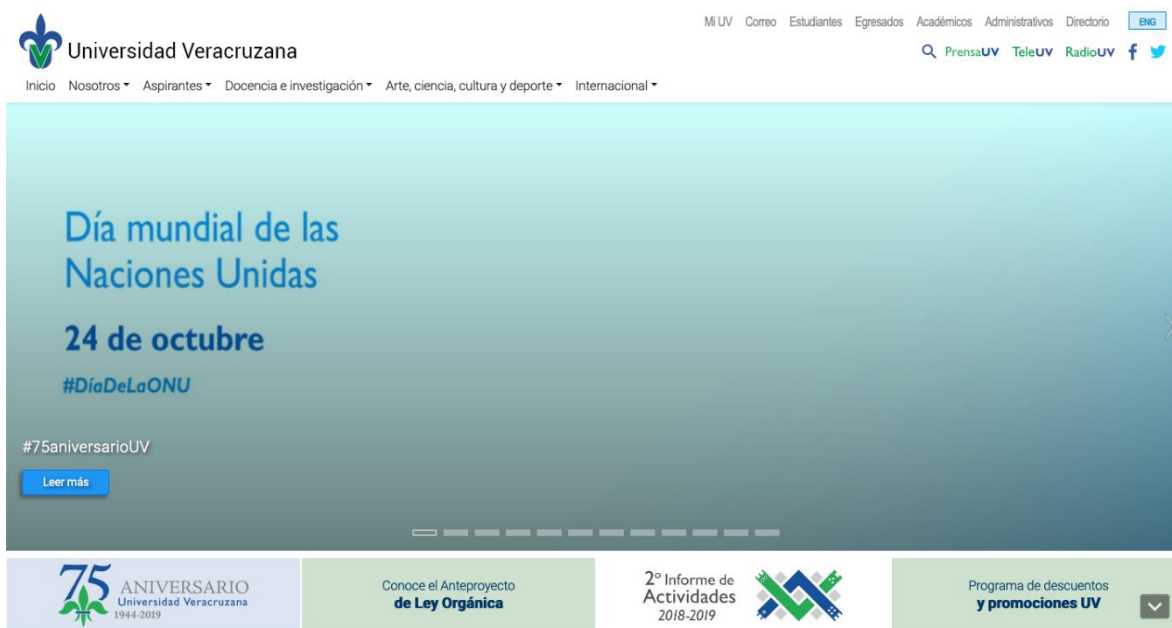 Mi UV Correo Estudiantes Egresados Académicos Administrativos Directorio ENG
Universidad Veracruzana
PrensaUV TeleUV RadioUV
Inicio Nosotros Aspirantes Docencia e investigación Arte, ciencia, cultura y deporte Internacional
Día mundial de las
Naciones Unidas
24 de octubre
#DíaDeLaONU
#75aniversarioUV
Leer más
75 ANIVERSARIO
Universidad Veracruzana
1944-2019
Conoce el Anteproyecto
de Ley Orgánica
2º Informe de
Actividades
2018-2019
Programa de descuentos
y promociones UV